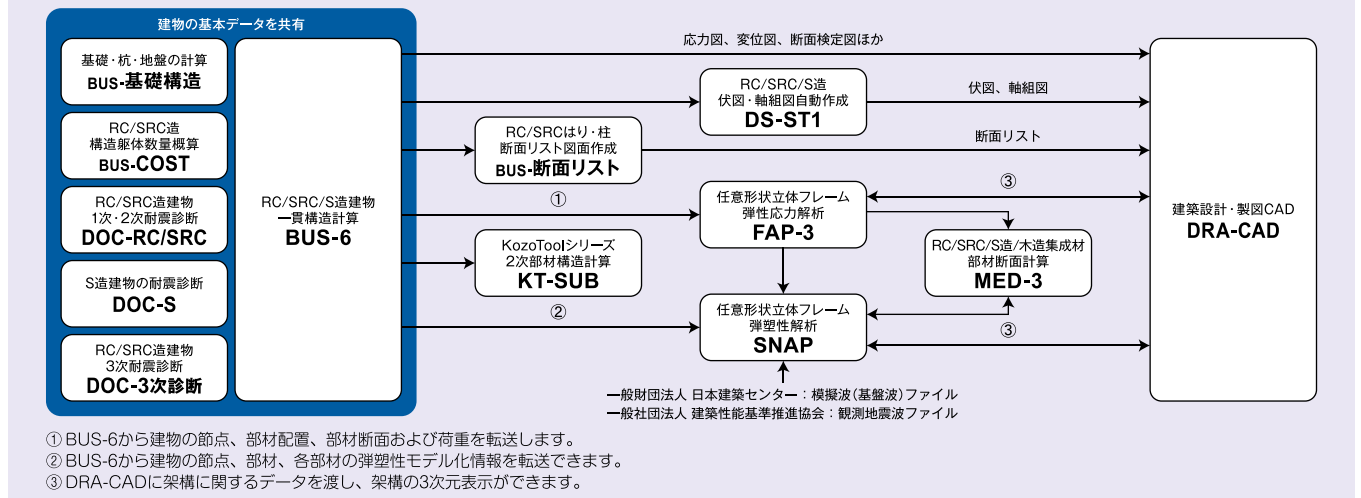 建物の基本データを共有
基礎・杭・地盤の計算
BUS-基礎構造
RC/SRC造
構造躯体数量概算
BUS-COST
RC/SRC造建物
1次・2次耐震診断
DOC-RC/SRC
S造建物の耐震診断
DOC-S
RC/SRC造建物
3次耐震診断
DOC-3次診断
RC/SRC/S造建物
一貫構造計算
BUS-6
応力図、変位図、断面検定図ほか
RC/SRC/S造
伏図・軸組図自動作成
DS-ST1
伏図、軸組図
RC/SRCはり・柱
断面リスト図面作成
BUS-断面リスト
断面リスト
①
任意形状立体フレーム
弾性応力解析
FAP-3
③
KozoToolシリーズ
2次部材構造計算
KT-SUB
RC/SRC/S造/木造集成材
部材断面計算
MED-3
②
任意形状立体フレーム
弾塑性解析
SNAP
③
建築設計・製図CAD
DRA-CAD
一般財団法人 日本建築センター：模擬波(基盤波)ファイル
一般社団法人 建築性能基準推進協会：観測地震波ファイル
①BUS-6から建物の節点、部材配置、部材断面および荷重を転送します。
②BUS-6から建物の節点、部材、各部材の弾塑性モデル化情報を転送できます。
③DRA-CADに架構に関するデータを渡し、架構の3次元表示ができます。